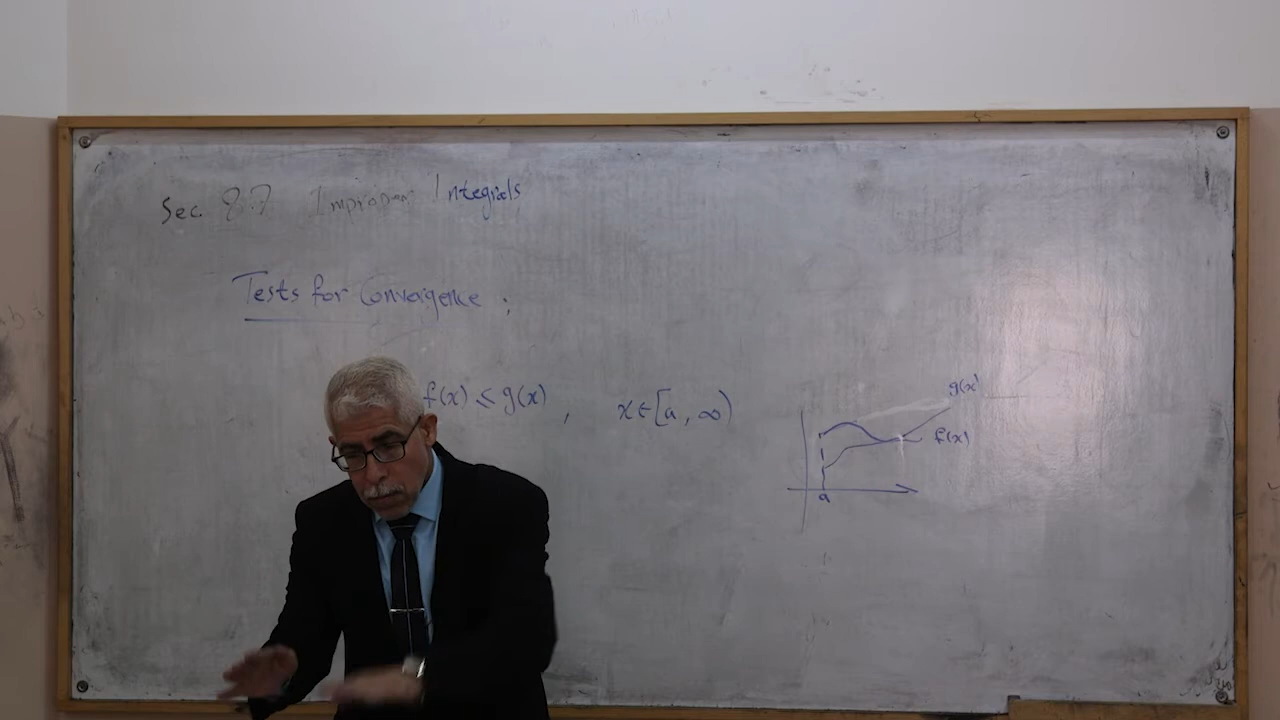 Sec. 8.7 Improper Integrals
Tests for Convergence :
f(x) ≤ g(x) , x ∈ [a, ∞)
g(x)
f(x)
a